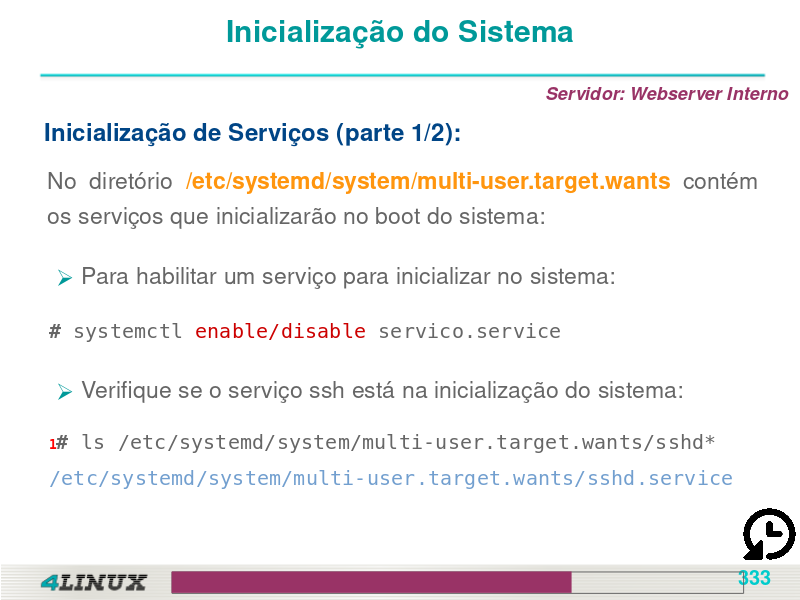 Inicialização do Sistema
Servidor: Webserver Interno
Inicialização de Serviços (parte 1/2):
No diretório /etc/systemd/system/multi-user.target.wants contém
os serviços que inicializarão no boot do sistema:
Para habilitar um serviço para inicializar no sistema:
# systemctl enable/disable servico.service
Verifique se o serviço ssh está na inicialização do sistema:
1# ls /etc/systemd/system/multi-user.target.wants/sshd*
/etc/systemd/system/multi-user.target.wants/sshd.service
4LINUX
333